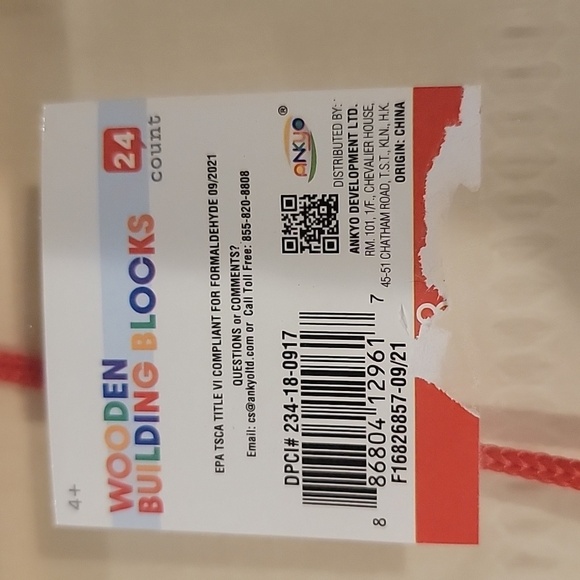 4+
WOODEN
BUILDING BLOCKS
24
count
EPA TSCA TITLE VI COMPLIANT FOR FORMALDEHYDE 09/2021
QUESTIONS or COMMENTS?
Email: cs@ankyoltd.com or Call Toll Free: 855-820-8808
DPCI# 234-18-0917
8 86804 12961 7
F16826857-09/21
ANKYO®
DISTRIBUTED BY:
ANKYO DEVELOPMENT LTD.
RM. 101, 1/F., CHEVALIER HOUSE,
45-51 CHATHAM ROAD, T.S.T., KLN, H.K.
ORIGIN: CHINA